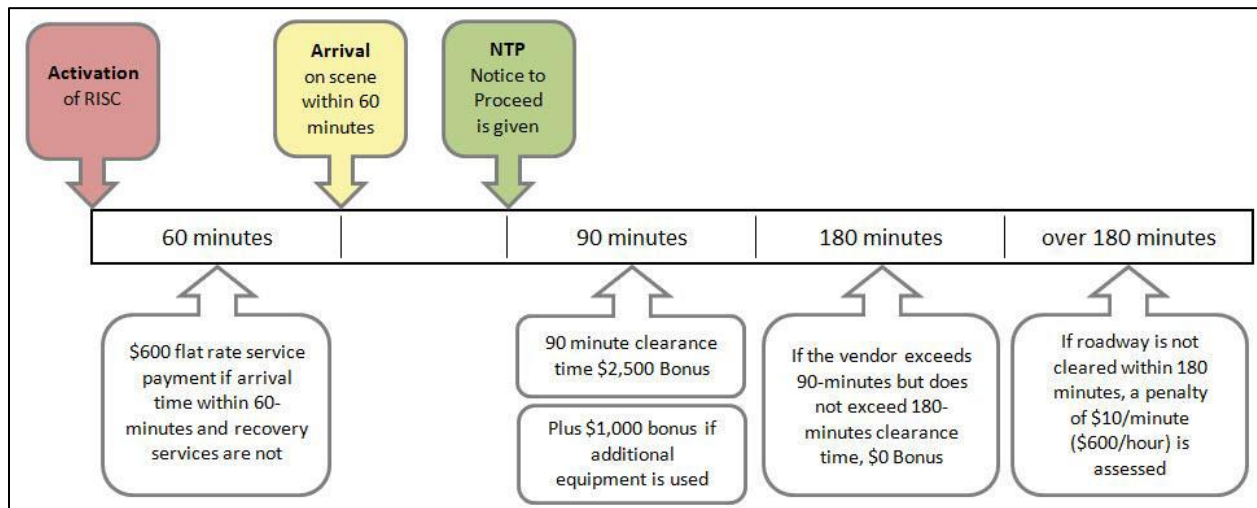 Activation
of RISC
Arrival
on scene
within 60
minutes
NTP
Notice to
Proceed
is given
60 minutes
90 minutes
180 minutes
over 180 minutes
$600 flat rate service
payment if arrival
time within 60-
minutes and recovery
services are not
90 minute clearance
time $2,500 Bonus
Plus $1,000 bonus if
additional
equipment is used
If the vendor exceeds
90-minutes but does
not exceed 180-
minutes clearance
time, $0 Bonus
If roadway is not
cleared within 180
minutes, a penalty
of $10/minute
($600/hour) is
assessed